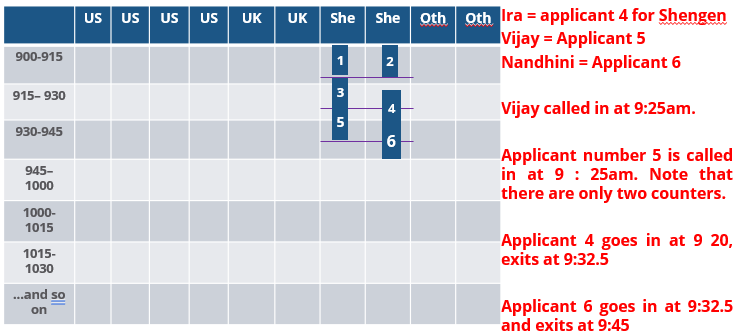 US US US US UK UK She She Oth Oth
900-915
915– 930
930-945
945–
1000
1000-
1015
1015-
1030
...and so
on
1 2
3
4
5
6
Ira = applicant 4 for Shengen
Vijay = Applicant 5
Nandhini = Applicant 6
Vijay called in at 9:25am.
Applicant number 5 is called
in at 9 : 25am. Note that
there are only two counters.
Applicant 4 goes in at 9 20,
exits at 9:32.5
Applicant 6 goes in at 9:32.5
and exits at 9:45